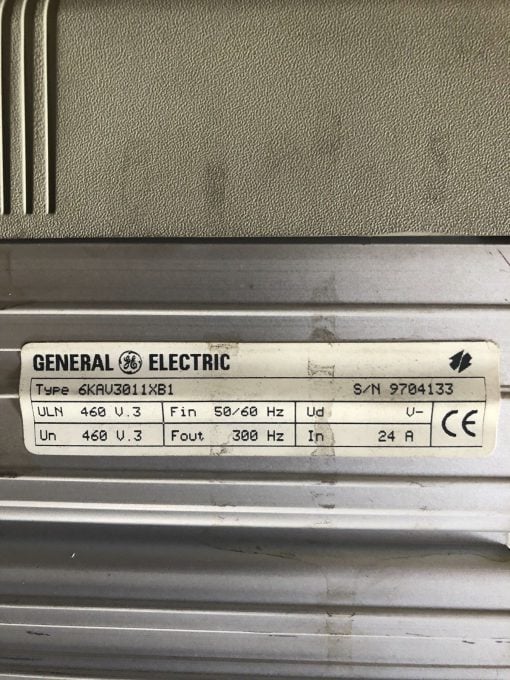 GENERAL GE ELECTRIC
Type 6KAV3011XB1 S/N 9704133
ULN 460 V.3 Fin 50/60 Hz Ud V-
Un 460 V.3 Fout 300 Hz In 24 A
CE